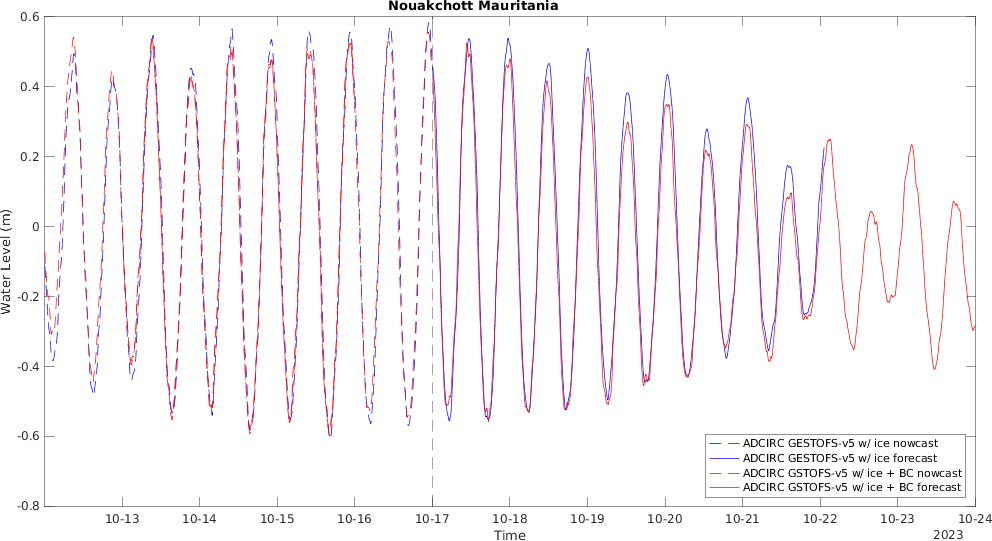 Nouakchott Mauritania
0.6
0.4
0.2
0
-0.2
-0.4
-0.6
-0.8
Water Level (m)
10-13 10-14 10-15 10-16 10-17 10-18 10-19 10-20 10-21 10-22 10-23 10-24
Time
2023
ADCIRC GESTOFS-v5 w/ ice nowcast
ADCIRC GESTOFS-v5 w/ ice forecast
ADCIRC GSTOFS-v5 w/ ice + BC nowcast
ADCIRC GSTOFS-v5 w/ ice + BC forecast